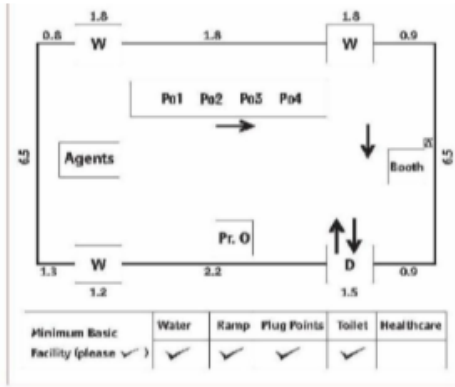 1.8 1.8
0.8 W 1.8 W 0.9
Po1 Po2 Po3 Po4
6.5 Agents Booth 6.5
Pr. O
1.3 W 2.2 D 0.9
1.2 1.5
Minimum Basic Water Ramp Plug Points Toilet Healthcare
Facility (please ✓) ✓ ✓ ✓ ✓